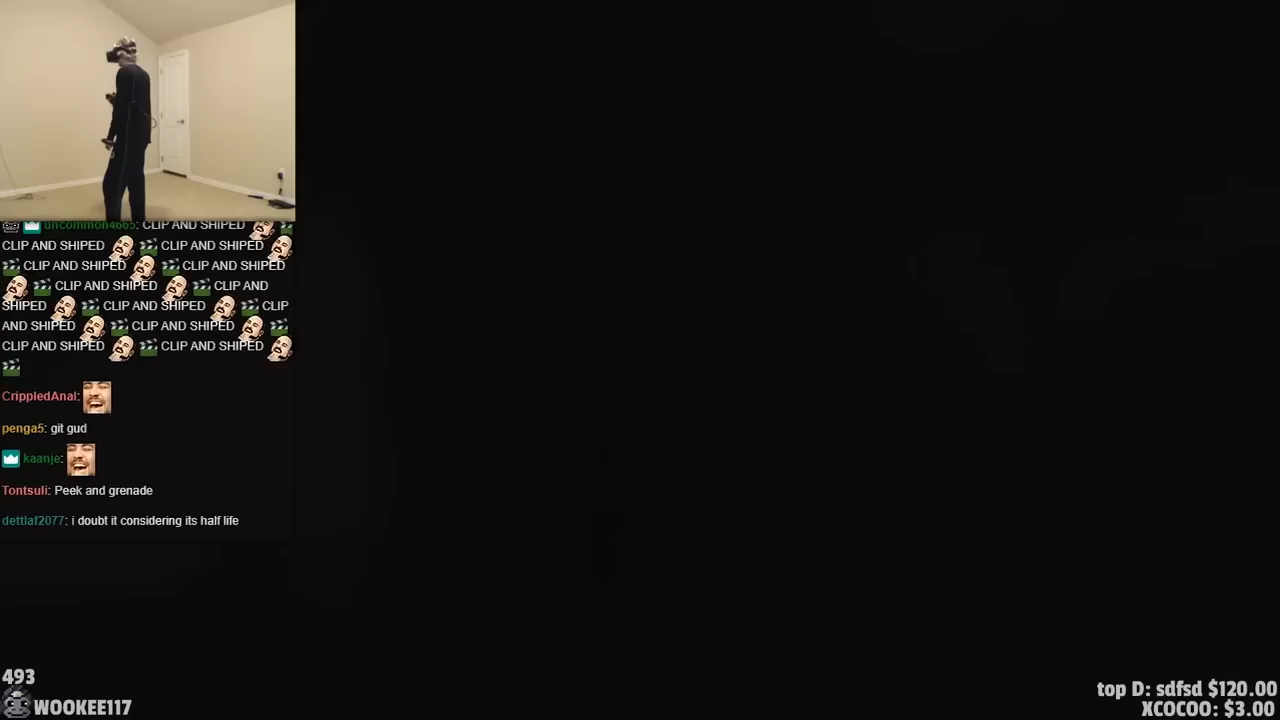 uncommon4665: CLIP AND SHIPED
CLIP AND SHIPED CLIP AND SHIPED
CLIP AND SHIPED CLIP AND SHIPED
CLIP AND SHIPED CLIP AND
SHIPED CLIP AND SHIPED CLIP
AND SHIPED CLIP AND SHIPED
CLIP AND SHIPED CLIP AND SHIPED
CrippledAnal:
penga5: git gud
kaanje:
Tontsuli: Peek and grenade
dettlaf2077: i doubt it considering its half life
493
WOOKEE117
top D: sdfsd $120.00
XCOCOO: $3.00